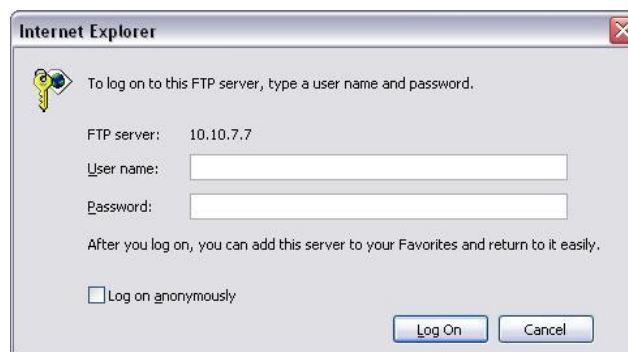 Internet Explorer
To log on to this FTP server, type a user name and password.
FTP server: 10.10.7.7
User name:
Password:
After you log on, you can add this server to your Favorites and return to it easily.
Log on anonymously
Log On Cancel